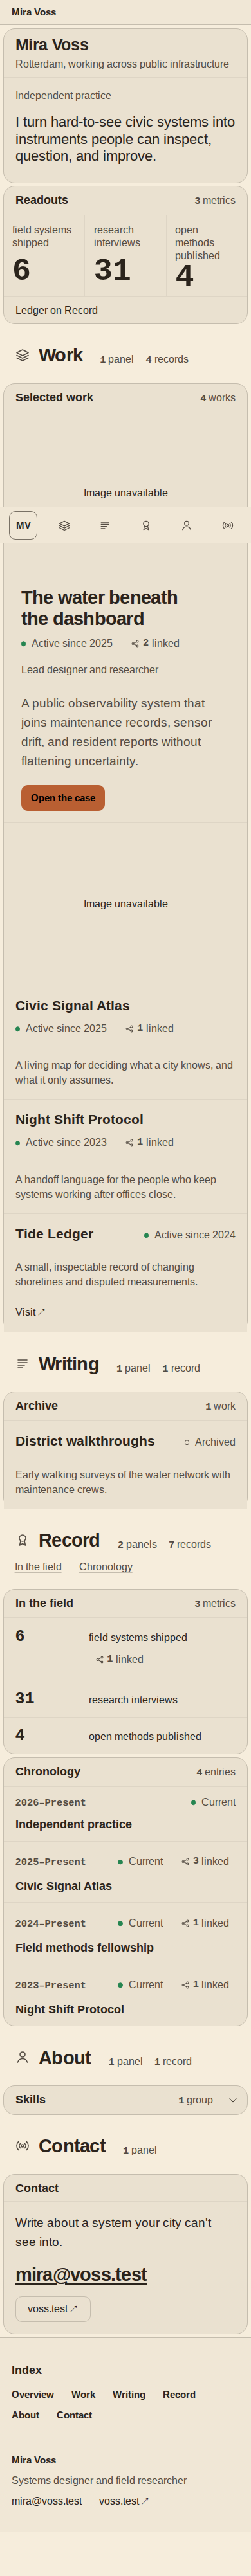 Mira Voss
Mira Voss
Rotterdam, working across public infrastructure
Independent practice
I turn hard-to-see civic systems into
instruments people can inspect,
question, and improve.
Readouts
3 metrics
field systems
shipped
6
research
interviews
31
open
methods
published
4
Ledger on Record
Work
1 panel
4 records
Selected work
4 works
Image unavailable
MV
The water beneath
the dashboard
Active since 2025
2 linked
Lead designer and researcher
A public observability system that
joins maintenance records, sensor
drift, and resident reports without
flattening uncertainty.
Open the case
Image unavailable
Civic Signal Atlas
Active since 2025
1 linked
A living map for deciding what a city knows, and
what it only assumes.
Night Shift Protocol
Active since 2023
1 linked
A handoff language for the people who keep
systems working after offices close.
Tide Ledger
Active since 2024
A small, inspectable record of changing
shorelines and disputed measurements.
Visit ↗
Writing
1 panel
1 record
Archive
1 work
District walkthroughs
Archived
Early walking surveys of the water network with
maintenance crews.
Record
2 panels
7 records
In the field
Chronology
In the field
3 metrics
6
field systems shipped
1 linked
31
research interviews
4
open methods published
Chronology
4 entries
2026–Present
Current
Independent practice
2025–Present
Current
3 linked
Civic Signal Atlas
2024–Present
Current
1 linked
Field methods fellowship
2023–Present
Current
1 linked
Night Shift Protocol
About
1 panel
1 record
Skills
1 group
Contact
1 panel
Contact
Write about a system your city can't
see into.
mira@voss.test
voss.test ↗
Index
Overview
Work
Writing
Record
About
Contact
Mira Voss
Systems designer and field researcher
mira@voss.test
voss.test ↗